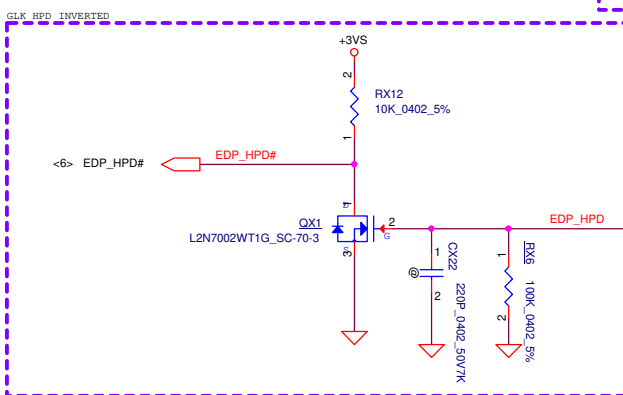 GLK HPD INVERTED
+3VS
2
RX12
10K_0402_5%
1
<6> EDP_HPD#
EDP_HPD#
1
D
QX1
L2N7002WT1G_SC-70-3
2
G
S
3
EDP_HPD
1
CX22
@
2
220P_0402_50V7K
1
RX6
2
100K_0402_5%